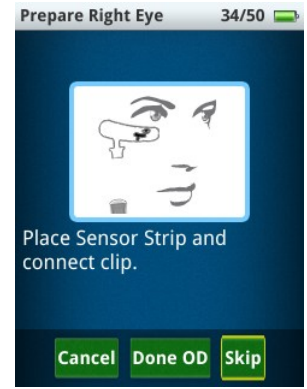 Prepare Right Eye 34/50
Place Sensor Strip and
connect clip.
Cancel Done OD Skip